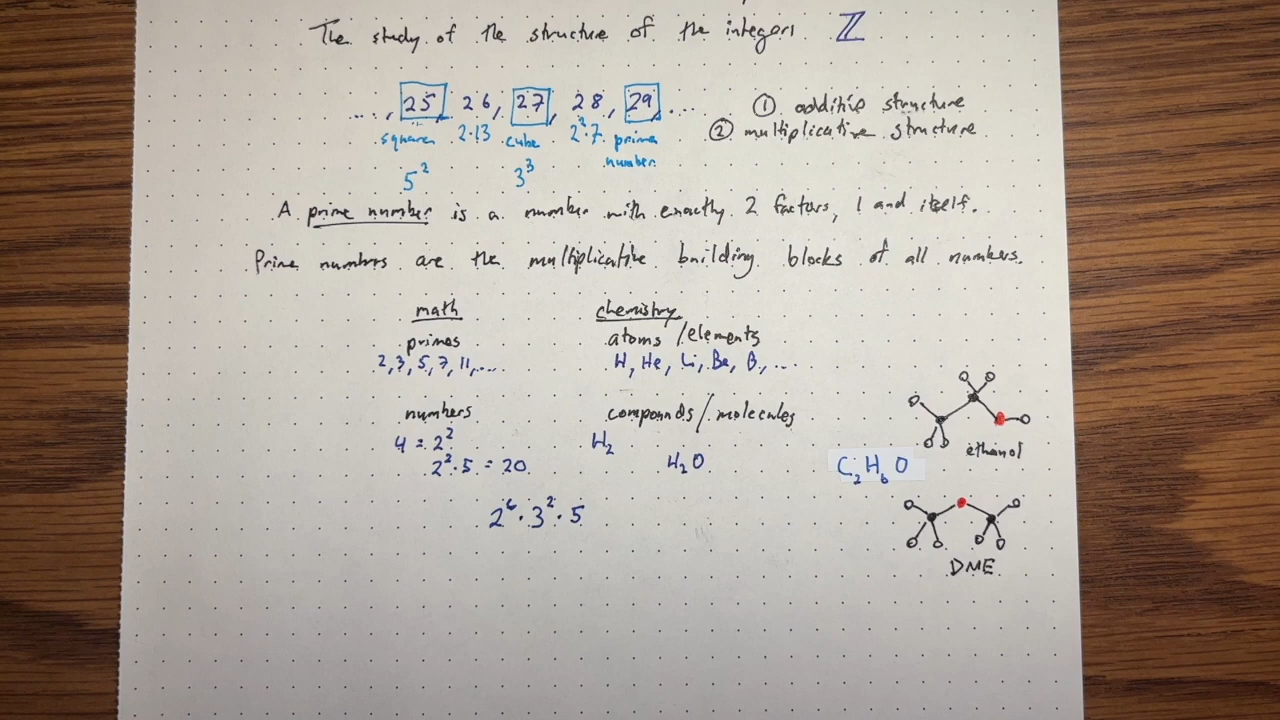 The study of the structure of the integers ℤ
..., 25, 26, 27, 28, 29, ...
square 2·13 cube 2²·7 prime number
5² 3³
① additive structure
② multiplicative structure
A prime number is a number with exactly 2 factors, 1 and itself.
Prime numbers are the multiplicative building blocks of all numbers.
math chemistry
primes atoms/elements
2, 3, 5, 7, 11, ... H, He, Li, Be, B, ...
numbers compounds/molecules
4 = 2² H₂
2²·5 = 20 H₂O
2⁶·3²·5
ethanol
C₂H₆O
DME